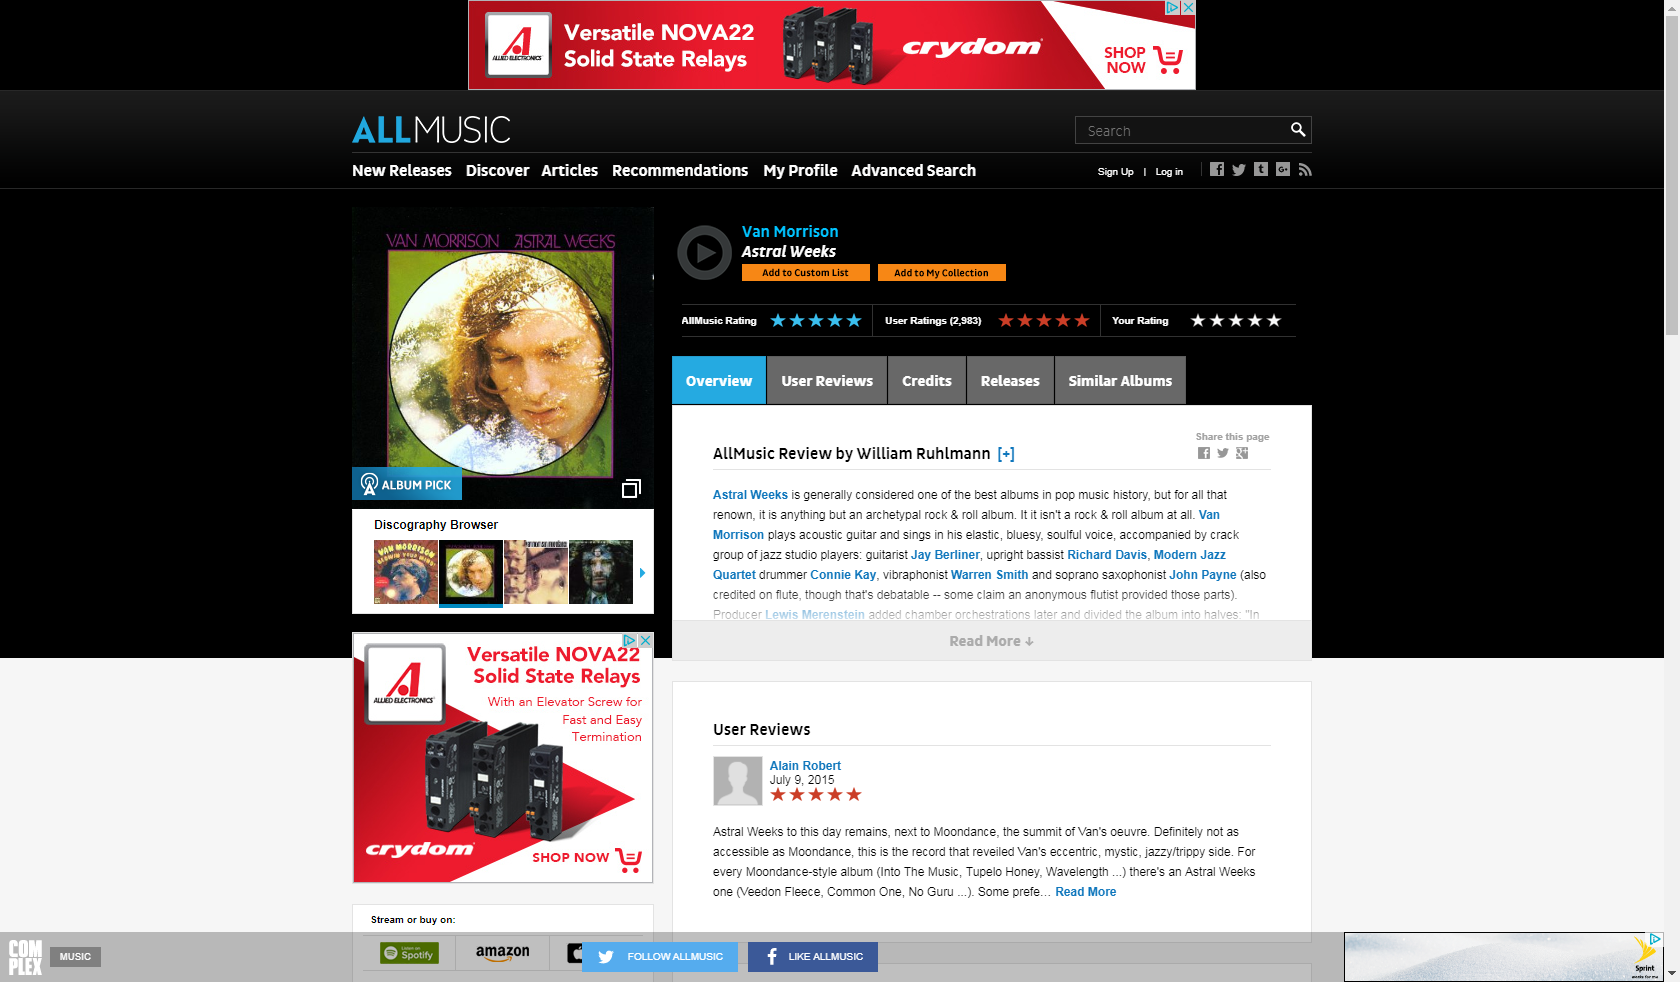 ALLIED ELECTRONICS
Versatile NOVA22
Solid State Relays
crydom
SHOP
NOW
ALLMUSIC
Search
New Releases Discover Articles Recommendations My Profile Advanced Search
Sign Up | Log in
VAN MORRISON ASTRAL WEEKS
ALBUM PICK
Discography Browser
VAN MORRISON
Van Morrison
Astral Weeks
Add to Custom List Add to My Collection
AllMusic Rating
User Ratings (2,983)
Your Rating
Overview User Reviews Credits Releases Similar Albums
Share this page
AllMusic Review by William Ruhlmann [+]
Astral Weeks is generally considered one of the best albums in pop music history, but for all that
renown, it is anything but an archetypal rock & roll album. It it isn't a rock & roll album at all. Van
Morrison plays acoustic guitar and sings in his elastic, bluesy, soulful voice, accompanied by crack
group of jazz studio players: guitarist Jay Berliner, upright bassist Richard Davis, Modern Jazz
Quartet drummer Connie Kay, vibraphonist Warren Smith and soprano saxophonist John Payne (also
credited on flute, though that's debatable -- some claim an anonymous flutist provided those parts).
Producer Lewis Merenstein added chamber orchestrations later and divided the album into halves: "In
Read More ↓
ALLIED ELECTRONICS
Versatile NOVA22
Solid State Relays
With an Elevator Screw for
Fast and Easy
Termination
crydom
SHOP NOW
User Reviews
Alain Robert
July 9, 2015
Astral Weeks to this day remains, next to Moondance, the summit of Van's oeuvre. Definitely not as
accessible as Moondance, this is the record that reveiled Van's eccentric, mystic, jazzy/trippy side. For
every Moondance-style album (Into The Music, Tupelo Honey, Wavelength ...) there's an Astral Weeks
one (Veedon Fleece, Common One, No Guru ...). Some prefe... Read More
Stream or buy on:
Listen on
Spotify
amazon
COM
PLEX
MUSIC
FOLLOW ALLMUSIC
LIKE ALLMUSIC
Sprint
works for me